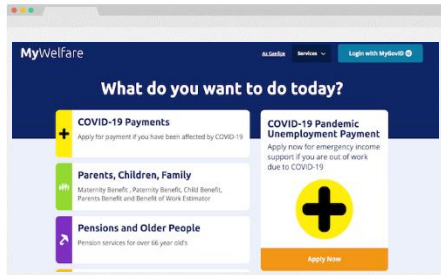 MyWelfare
As Gaeilge
Services
Login with MyGovID
What do you want to do today?
COVID-19 Payments
Apply for payment if you have been affected by COVID-19
Parents, Children, Family
Maternity Benefit, Paternity Benefit, Child Benefit,
Parents Benefit and Benefit of Work Estimator
Pensions and Older People
Pension services for over 66 year old's
COVID-19 Pandemic
Unemployment Payment
Apply now for emergency income
support if you are out of work
due to COVID-19
Apply Now